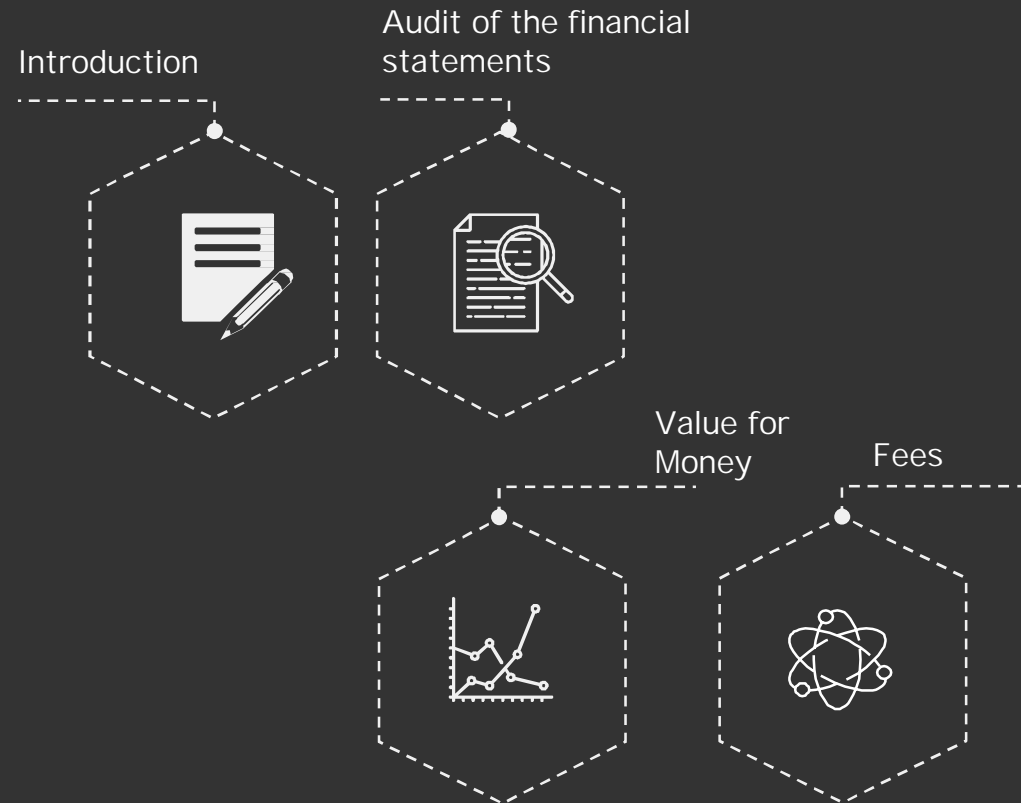 Introduction
Audit of the financial
statements
Value for
Money
Fees